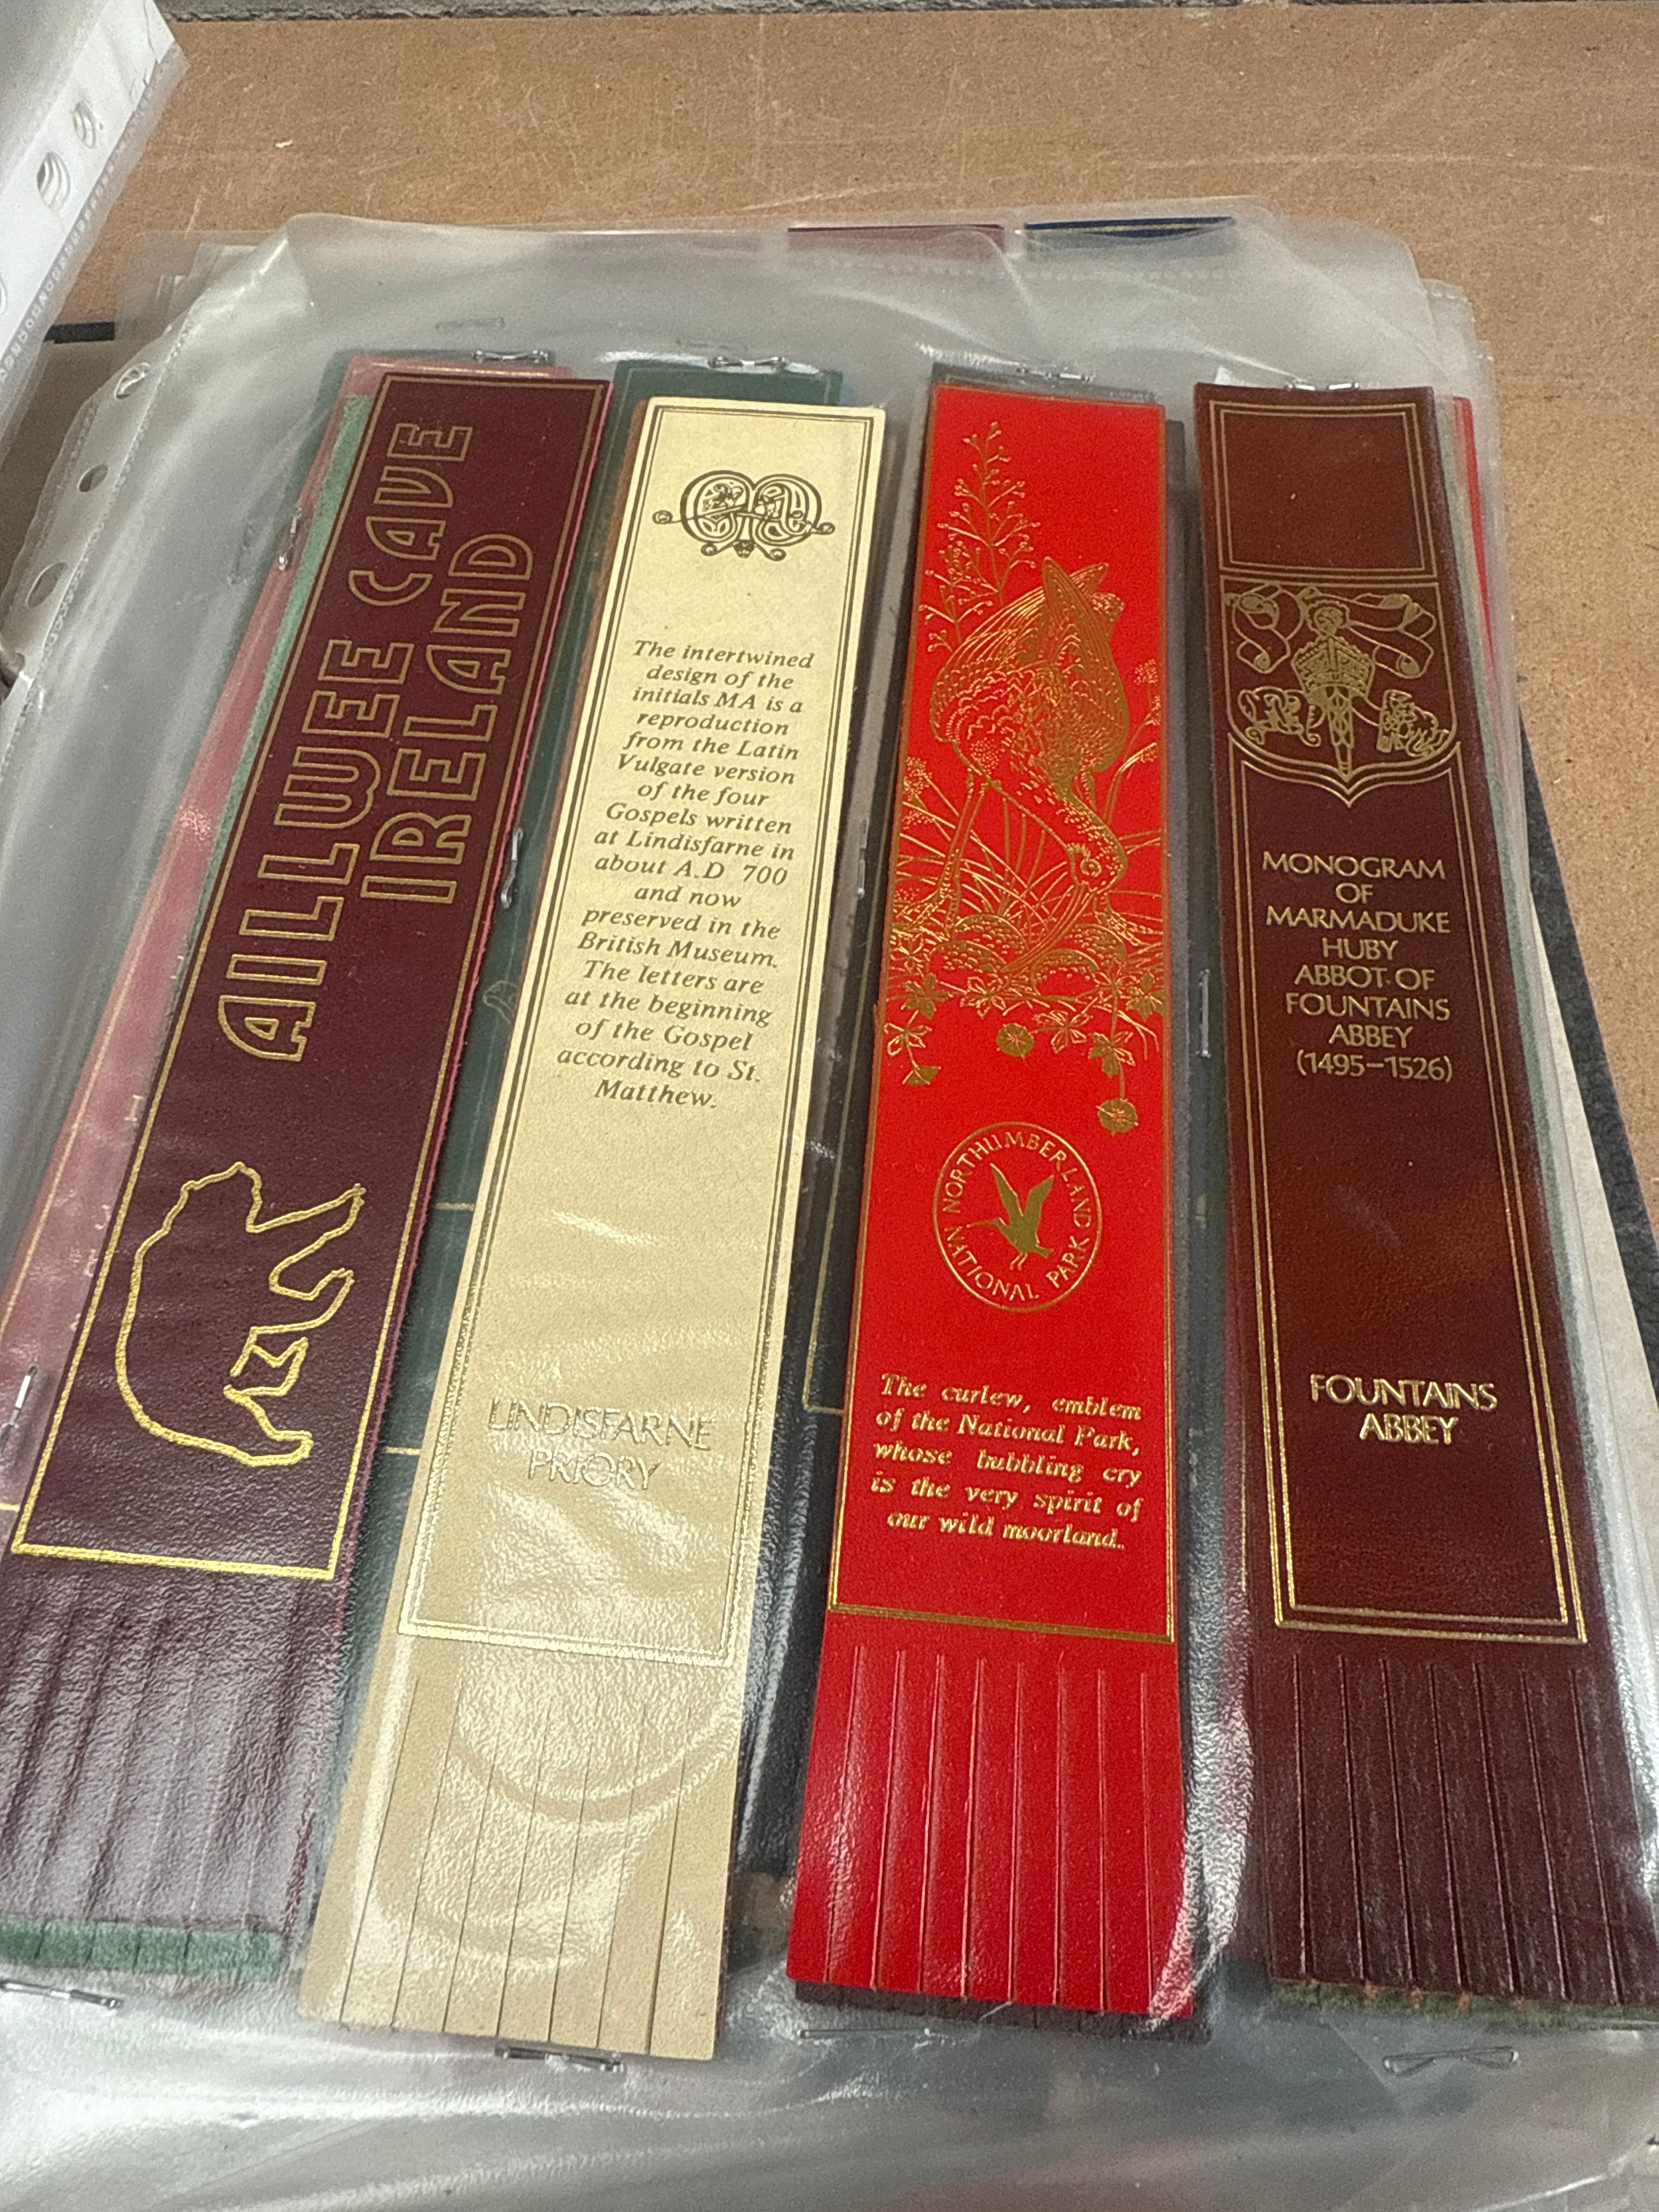 AILLWEE CAVE
IRELAND
The intertwined
design of the
initials MA is a
reproduction
from the Latin
Vulgate version
of the four
Gospels written
at Lindisfarne in
about A.D 700
and now
preserved in the
British Museum.
The letters are
at the beginning
of the Gospel
according to St.
Matthew.
LINDISFARNE
PRIORY
NORTHUMBERLAND
NATIONAL PARK
The curlew, emblem
of the National Park,
whose bubbling cry
is the very spirit of
our wild moorland.
MONOGRAM
OF
MARMADUKE
HUBY
ABBOT OF
FOUNTAINS
ABBEY
(1495-1526)
FOUNTAINS
ABBEY